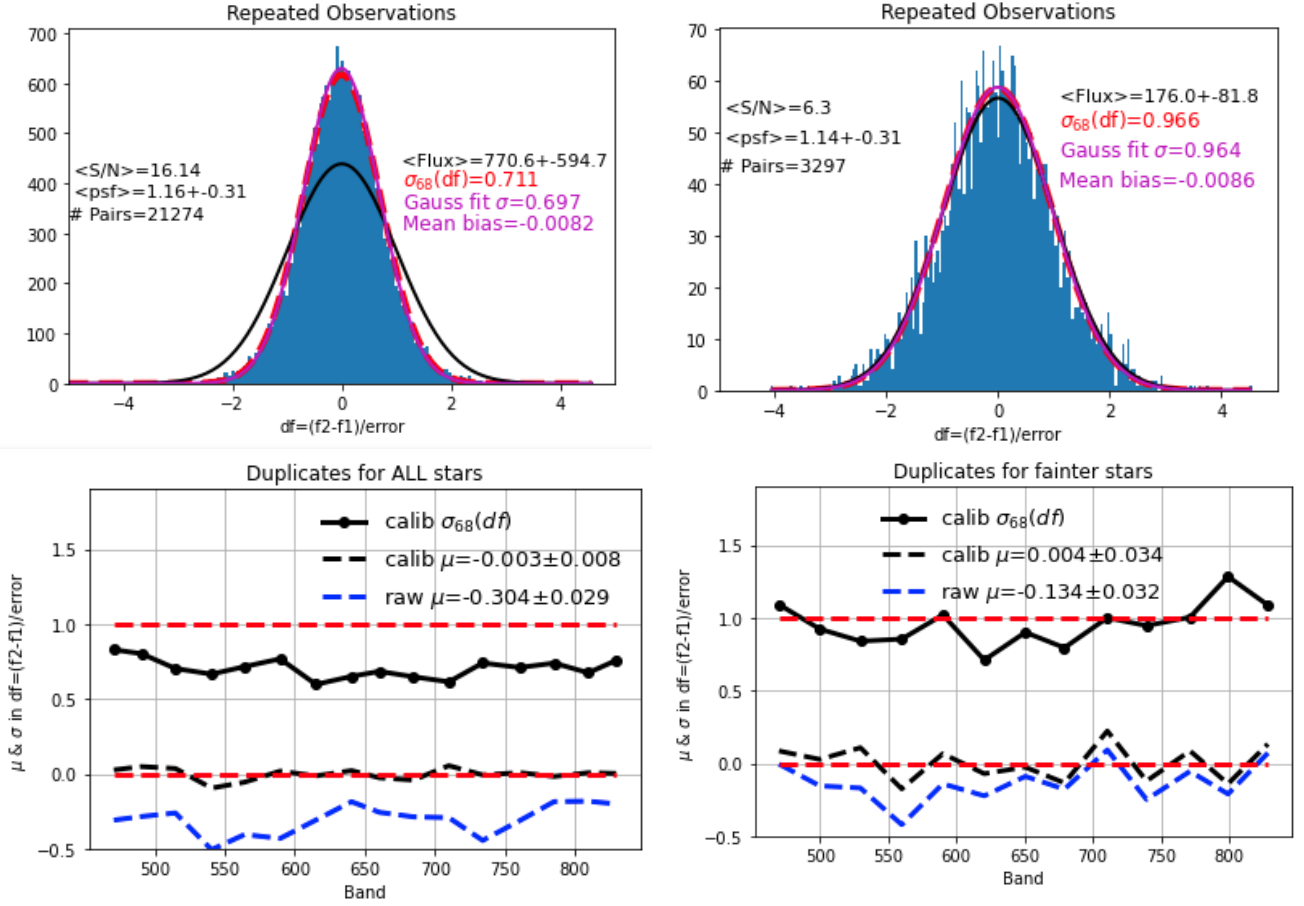 Repeated Observations
700
600
500
400
300
200
100
0
<S/N>=16.14
<psf>=1.16+-0.31
# Pairs=21274
<Flux>=770.6+-594.7
σ68(df)=0.711
Gauss fit σ=0.697
Mean bias=-0.0082
−4 −2 0 2 4
df=(f2-f1)/error
Repeated Observations
70
60
50
40
30
20
10
0
<S/N>=6.3
<psf>=1.14+-0.31
# Pairs=3297
<Flux>=176.0+-81.8
σ68(df)=0.966
Gauss fit σ=0.964
Mean bias=-0.0086
−4 −2 0 2 4
df=(f2-f1)/error
Duplicates for ALL stars
μ & σ in df=(f2-f1)/error
1.5
1.0
0.5
0.0
−0.5
calib σ68(df)
calib μ=-0.003±0.008
raw μ=-0.304±0.029
500 550 600 650 700 750 800
Band
Duplicates for fainter stars
μ & σ in df=(f2-f1)/error
1.5
1.0
0.5
0.0
−0.5
calib σ68(df)
calib μ=0.004±0.034
raw μ=-0.134±0.032
500 550 600 650 700 750 800
Band